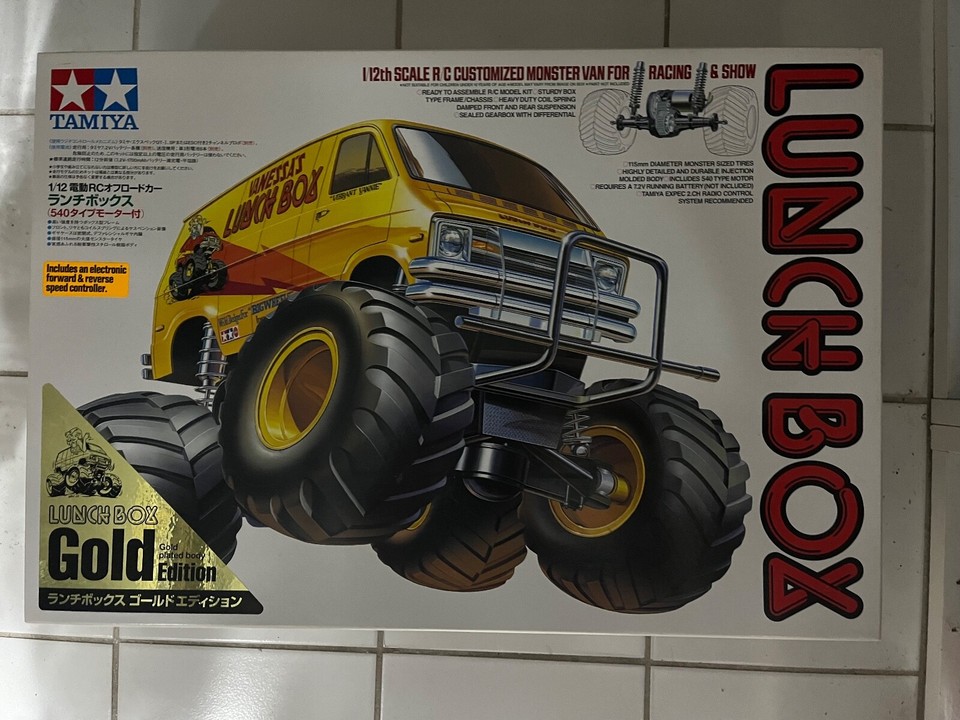 TAMIYA
1/12th SCALE R/C CUSTOMIZED MONSTER VAN FOR RACING & SHOW
READY TO ASSEMBLE R/C MODEL KIT STURDY BOX
TYPE FRAME/CHASSIS HEAVY DUTY COIL SPRING
DAMPED FRONT AND REAR SUSPENSION
SEALED GEARBOX WITH DIFFERENTIAL
115mm DIAMETER MONSTER SIZED TIRES
HIGHLY DETAILED AND DURABLE INJECTION
MOLDED BODY INCLUDES 540 TYPE MOTOR
REQUIRES A 7.2V RUNNING BATTERY(NOT INCLUDED)
TAMIYA EXPEC 2.CH RADIO CONTROL
SYSTEM RECOMMENDED
1/12 電動RCオフロードカー
ランチボックス
(540タイプモーター付)
Includes an electronic
forward & reverse
speed controller.
VANESSA'S
LUNCH BOX
LUNCH BOX
LUNCH BOX
Gold
Gold
plated body
Edition
ランチボックス ゴールドエディション